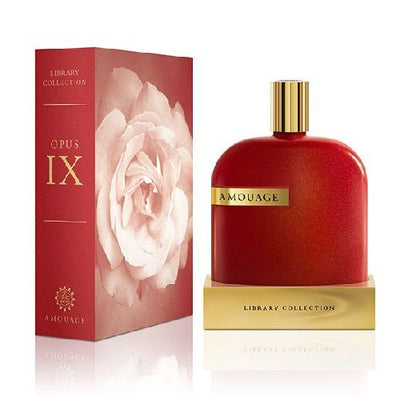 LIBRARY
COLLECTION
OPUS
IX
AMOUAGE
AMOUAGE
LIBRARY COLLECTION